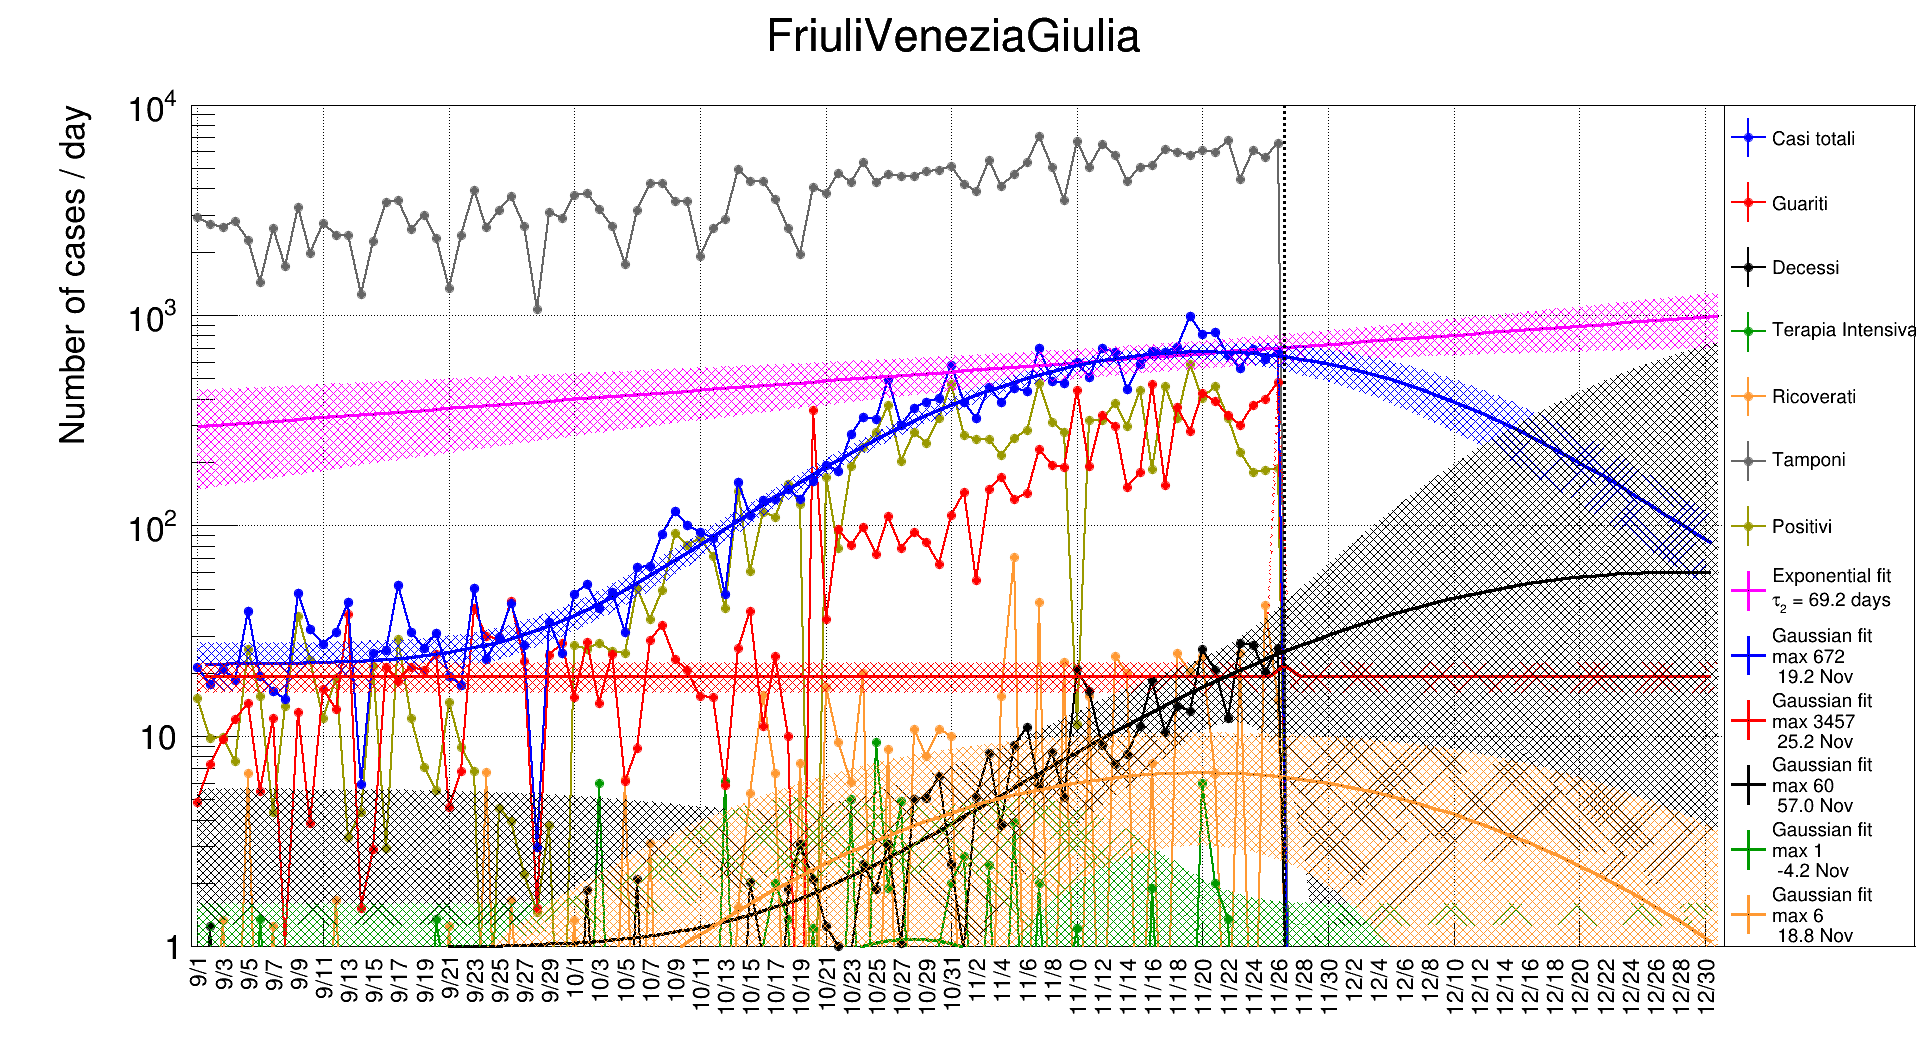 FriuliVeneziaGiulia
Number of cases / day
10^4
10^3
10^2
10
1
9/1 9/3 9/5 9/7 9/9 9/11 9/13 9/15 9/17 9/19 9/21 9/23 9/25 9/27 9/29 10/1 10/3 10/5 10/7 10/9 10/11 10/13 10/15 10/17 10/19 10/21 10/23 10/25 10/27 10/29 10/31 11/2 11/4 11/6 11/8 11/10 11/12 11/14 11/16 11/18 11/20 11/22 11/24 11/26 11/28 11/30 12/2 12/4 12/6 12/8 12/10 12/12 12/14 12/16 12/18 12/20 12/22 12/24 12/26 12/28 12/30
Casi totali
Guariti
Decessi
Terapia Intensiva
Ricoverati
Tamponi
Positivi
Exponential fit
τ2 = 69.2 days
Gaussian fit
max 672
19.2 Nov
Gaussian fit
max 3457
25.2 Nov
Gaussian fit
max 60
57.0 Nov
Gaussian fit
max 1
-4.2 Nov
Gaussian fit
max 6
18.8 Nov